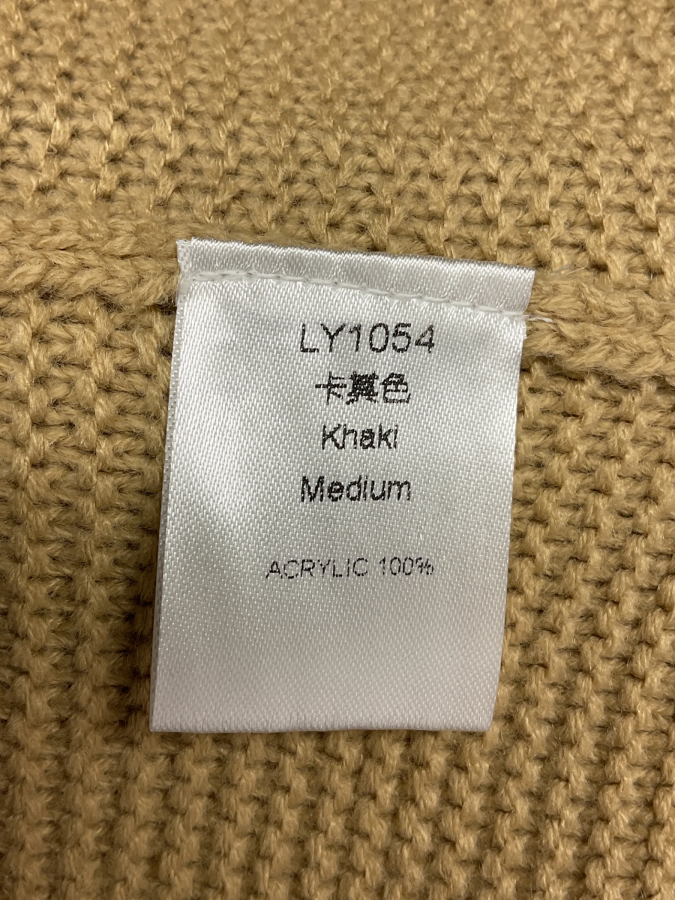 LY1054
卡其色
Khaki
Medium
ACRYLIC 100%